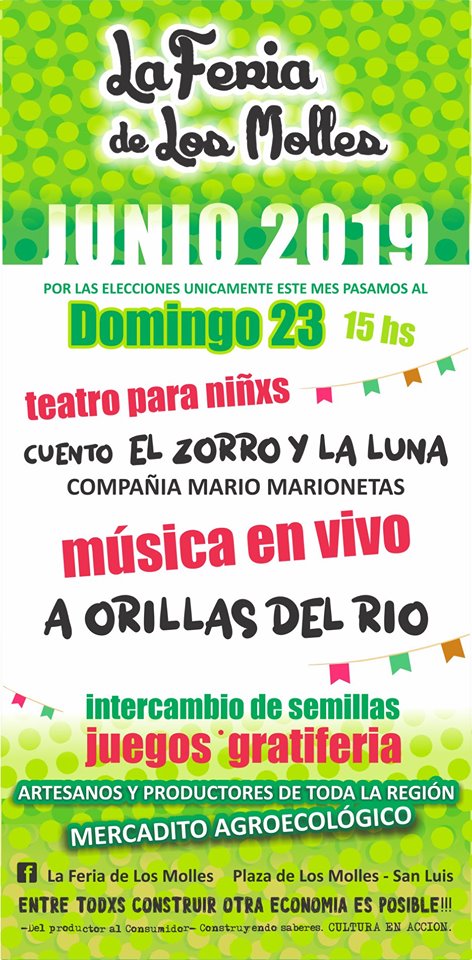 La Feria
de Los Molles
JUNIO 2019
POR LAS ELECCIONES UNICAMENTE ESTE MES PASAMOS AL
Domingo 23 15 hs
teatro para niñxs
CUENTO EL ZORRO Y LA LUNA
COMPAÑIA MARIO MARIONETAS
música en vivo
A ORILLAS DEL RIO
intercambio de semillas
juegos · gratiferia
ARTESANOS Y PRODUCTORES DE TODA LA REGIÓN
MERCADITO AGROECOLÓGICO
f La Feria de Los Molles Plaza de Los Molles - San Luis
ENTRE TODXS CONSTRUIR OTRA ECONOMIA ES POSIBLE!!!
-Del productor al Consumidor- Construyendo saberes. CULTURA EN ACCION.